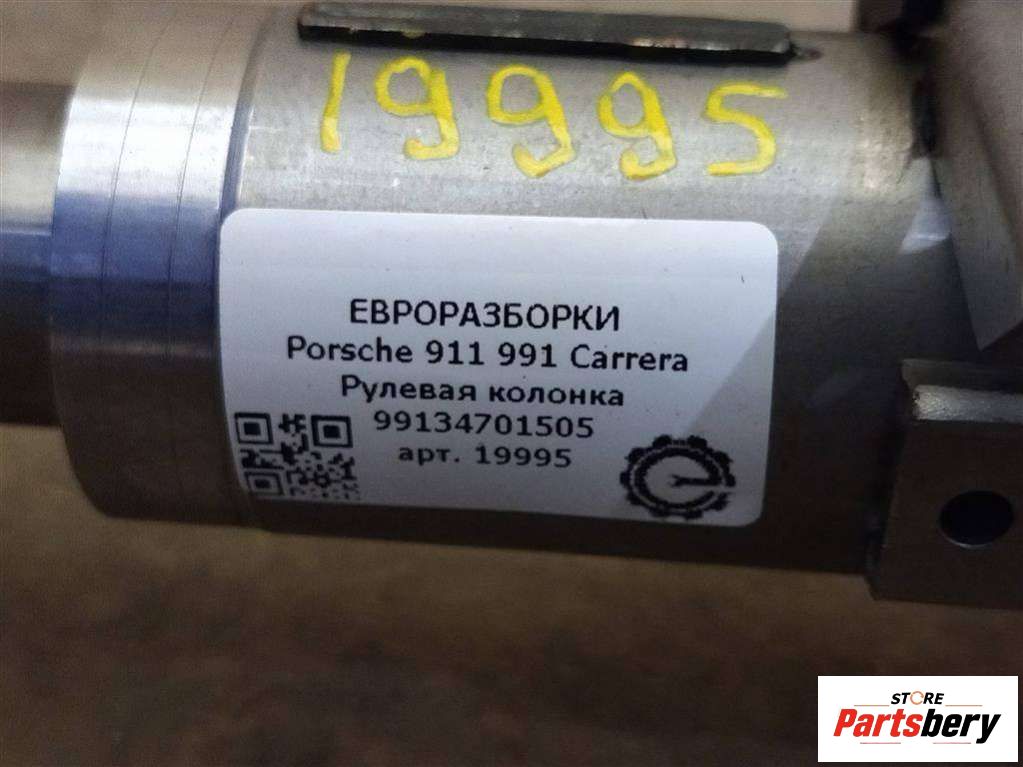 19995
ЕВРОРАЗБОРКИ
Porsche 911 991 Carrera
Рулевая колонка
99134701505
арт. 19995
STORE
Partsbery